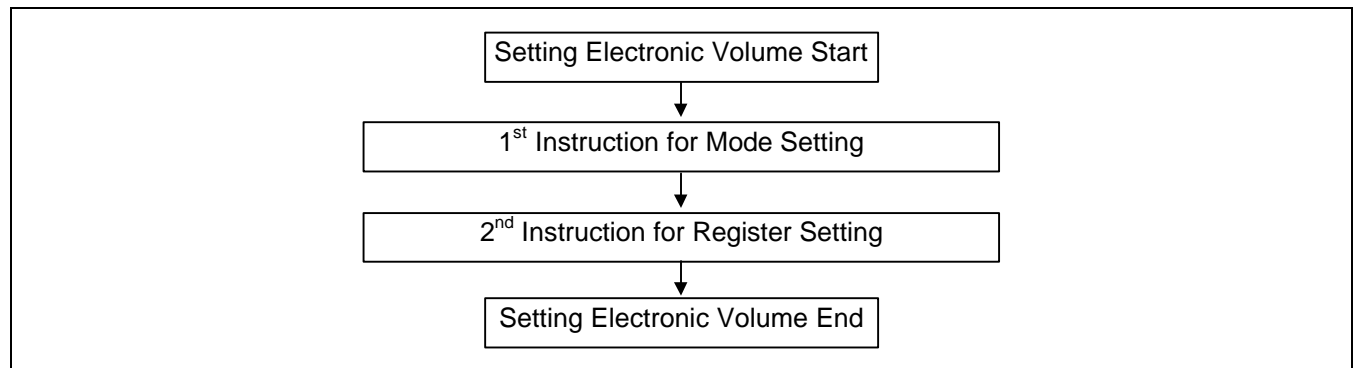 Setting Electronic Volume Start
1st Instruction for Mode Setting
2nd Instruction for Register Setting
Setting Electronic Volume End